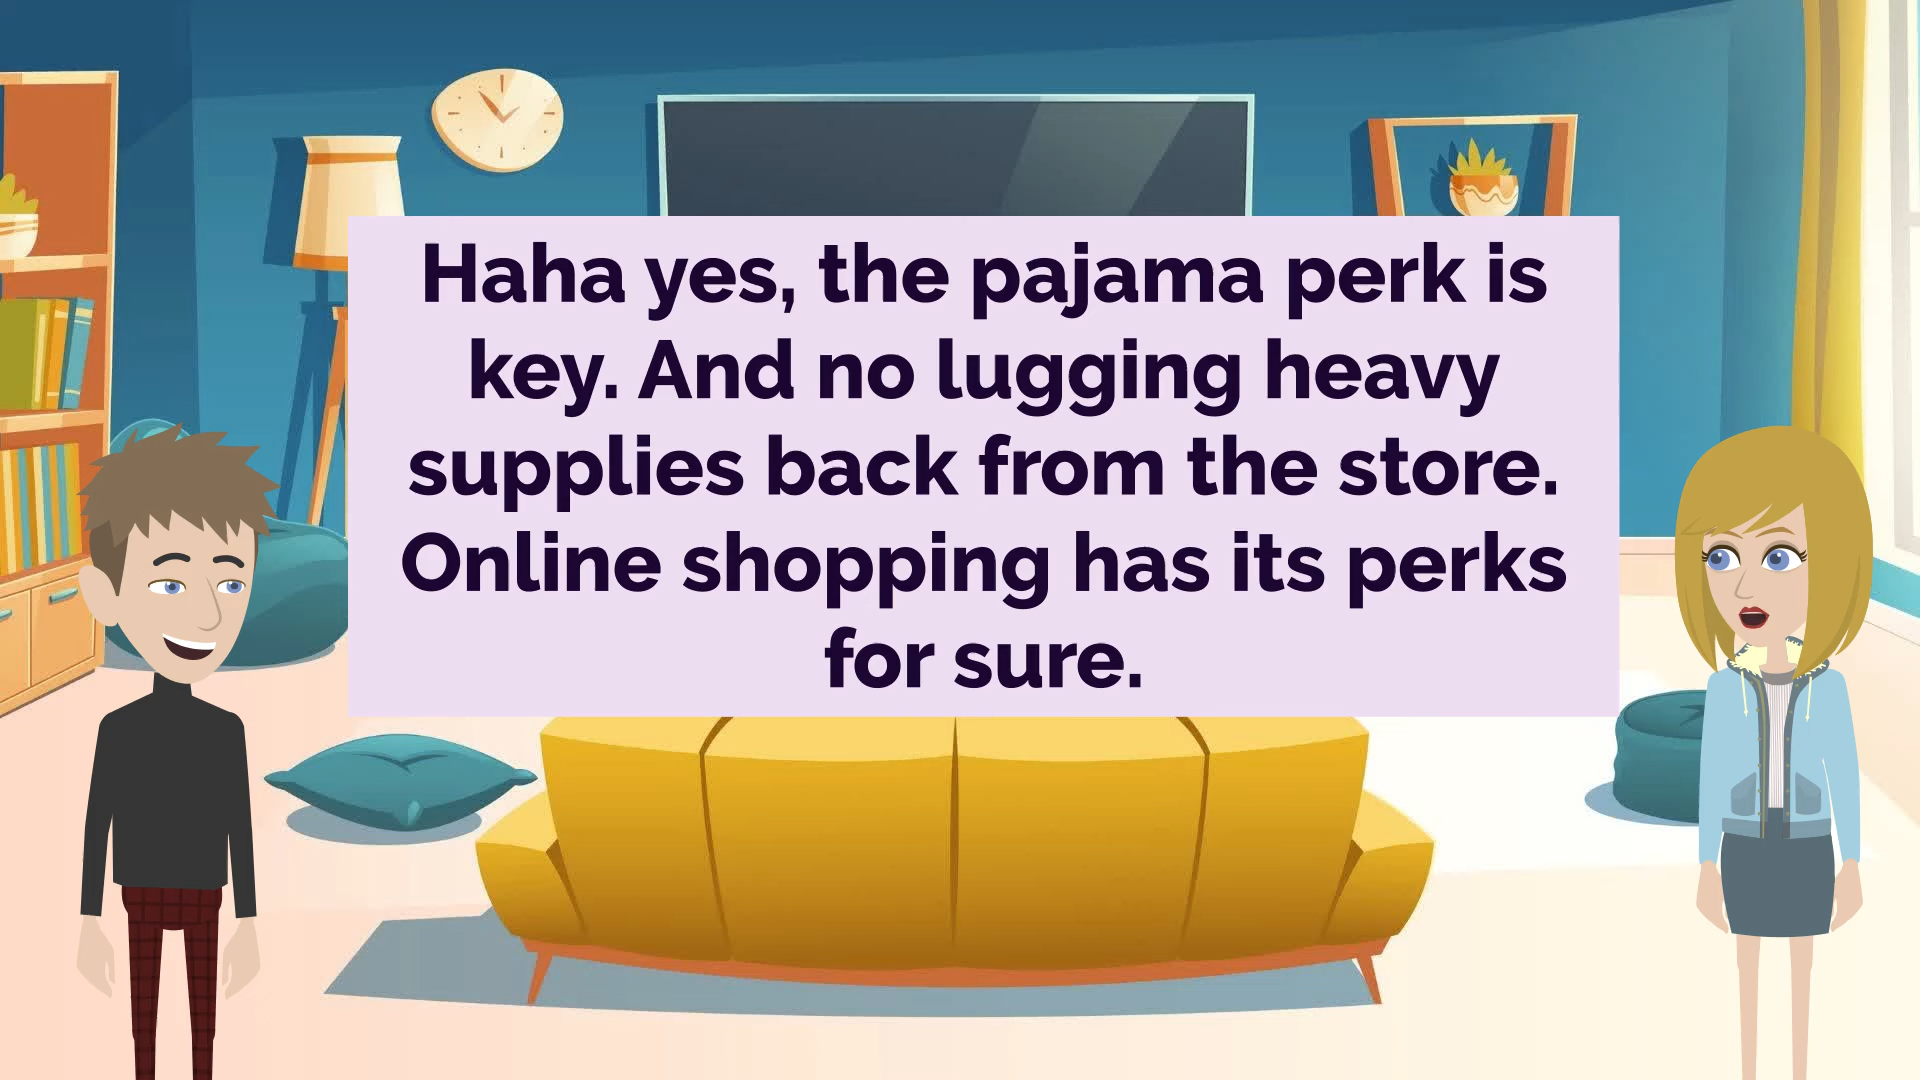 Haha yes, the pajama perk is
key. And no lugging heavy
supplies back from the store.
Online shopping has its perks
for sure.